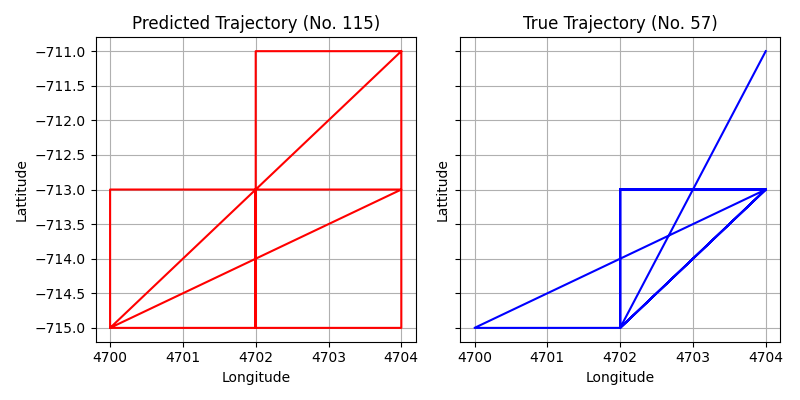 Predicted Trajectory (No. 115)
True Trajectory (No. 57)
−711.0
−711.5
−712.0
−712.5
−713.0
−713.5
−714.0
−714.5
−715.0
Lattitude
Lattitude
4700 4701 4702 4703 4704
4700 4701 4702 4703 4704
Longitude
Longitude